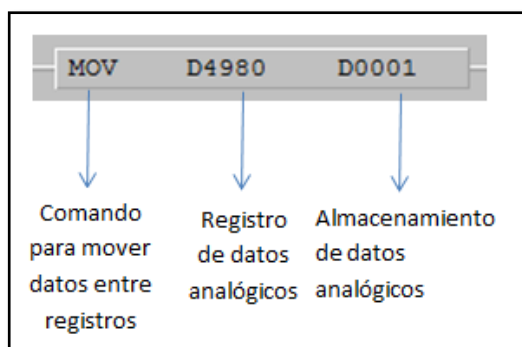 MOV D4980 D0001
Comando
para mover
datos entre
registros
Registro
de datos
analógicos
Almacenamiento
de datos
analógicos